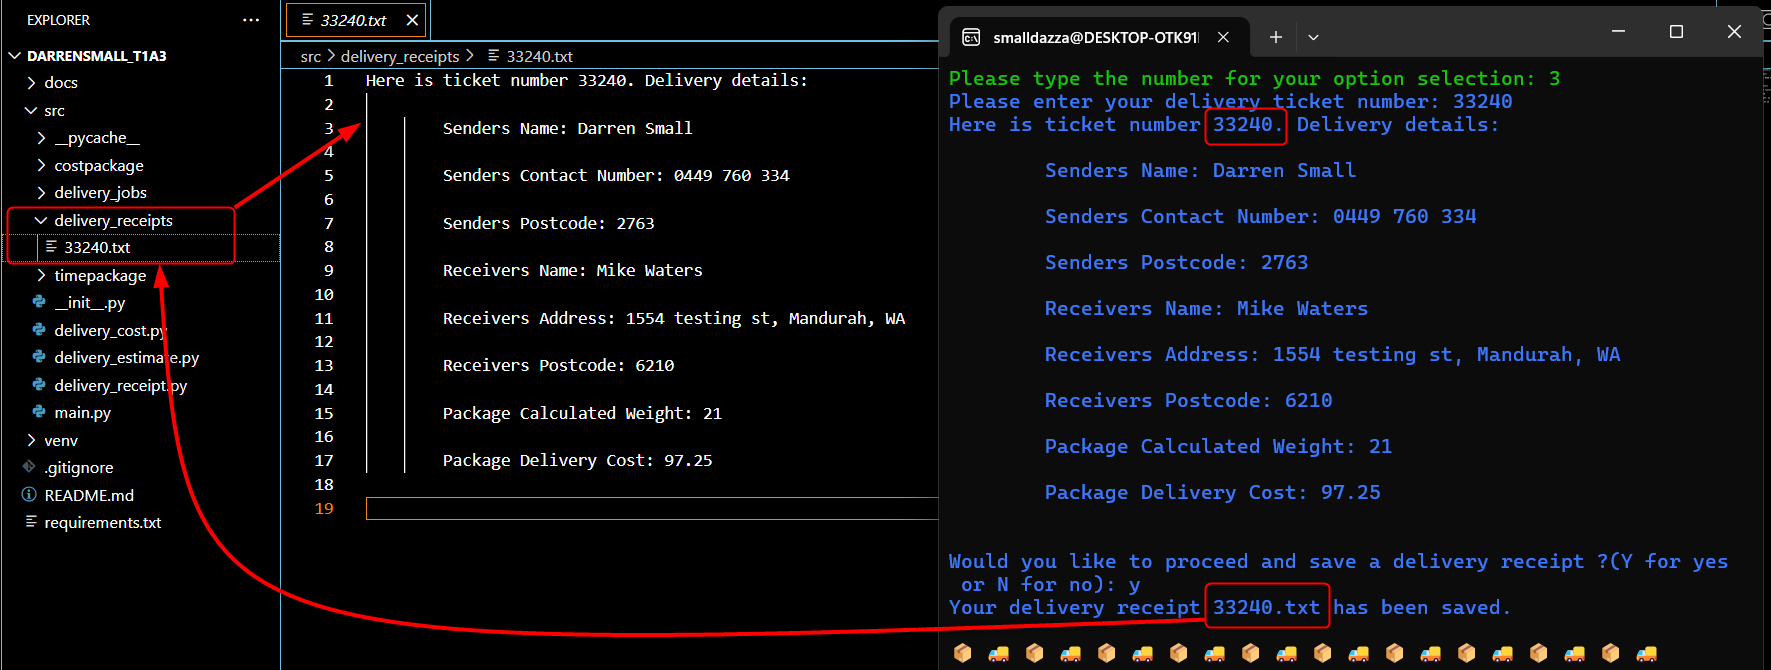 EXPLORER
DARRENSMALL_T1A3
docs
src
__pycache__
costpackage
delivery_jobs
delivery_receipts
33240.txt
timepackage
__init__.py
delivery_cost.py
delivery_estimate.py
delivery_receipt.py
main.py
venv
.gitignore
README.md
requirements.txt
33240.txt
src > delivery_receipts > 33240.txt
1 Here is ticket number 33240. Delivery details:
2
3 Senders Name: Darren Small
4
5 Senders Contact Number: 0449 760 334
6
7 Senders Postcode: 2763
8
9 Receivers Name: Mike Waters
10
11 Receivers Address: 1554 testing st, Mandurah, WA
12
13 Receivers Postcode: 6210
14
15 Package Calculated Weight: 21
16
17 Package Delivery Cost: 97.25
18
19
smalldazza@DESKTOP-OTK91
Please type the number for your option selection: 3
Please enter your delivery ticket number: 33240
Here is ticket number 33240. Delivery details:
Senders Name: Darren Small
Senders Contact Number: 0449 760 334
Senders Postcode: 2763
Receivers Name: Mike Waters
Receivers Address: 1554 testing st, Mandurah, WA
Receivers Postcode: 6210
Package Calculated Weight: 21
Package Delivery Cost: 97.25
Would you like to proceed and save a delivery receipt ?(Y for yes
or N for no): y
Your delivery receipt 33240.txt has been saved.